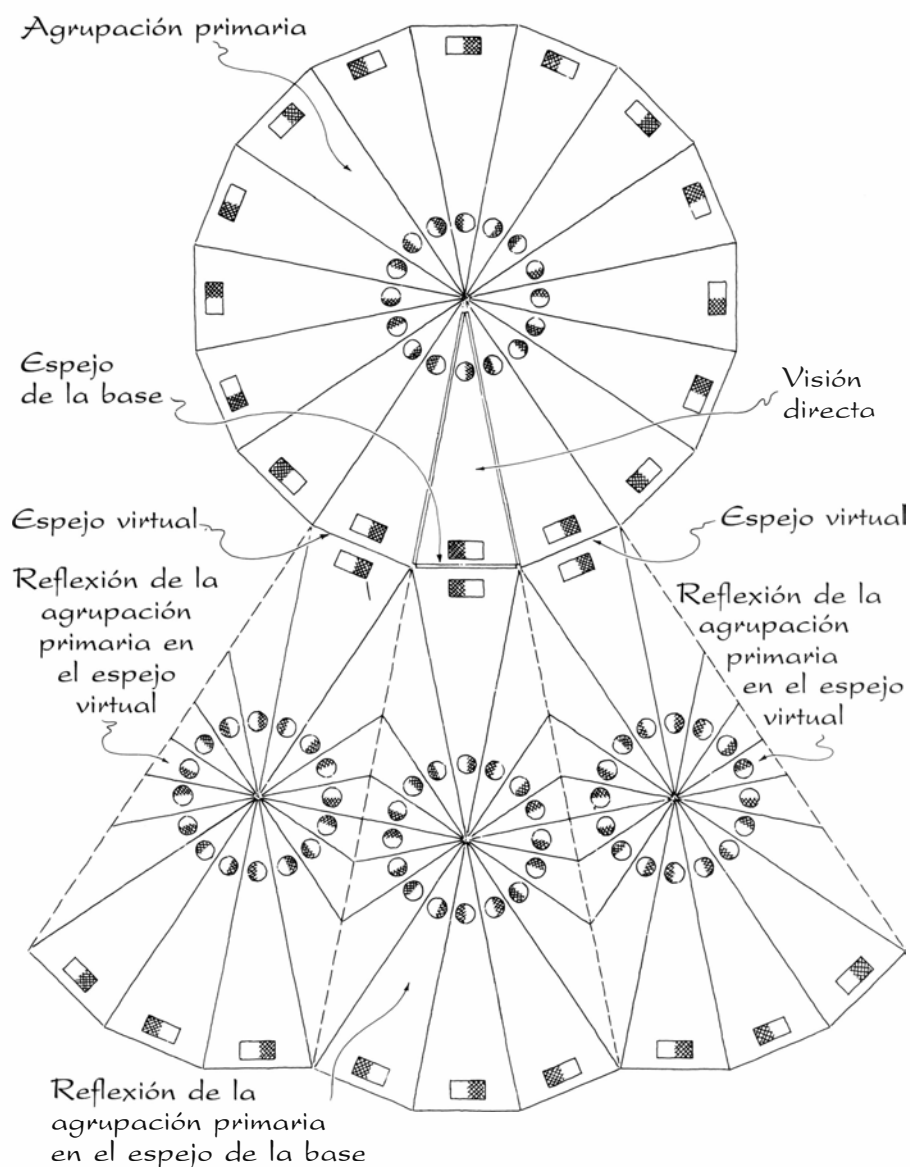 Agrupación primaria
Espejo
de la base
Visión
directa
Espejo virtual
Espejo virtual
Reflexión de la
agrupación
primaria en
el espejo
virtual
Reflexión de la
agrupación
primaria
en el espejo
virtual
Reflexión de la
agrupación primaria
en el espejo de la base